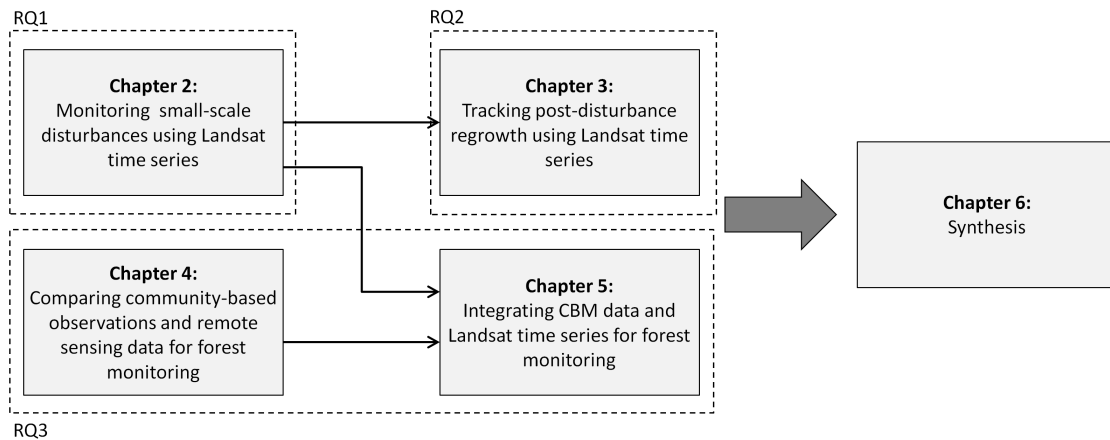 RQ1
RQ2
Chapter 2:
Monitoring small-scale
disturbances using Landsat
time series
Chapter 3:
Tracking post-disturbance
regrowth using Landsat time
series
Chapter 4:
Comparing community-based
observations and remote
sensing data for forest
monitoring
Chapter 5:
Integrating CBM data and
Landsat time series for forest
monitoring
Chapter 6:
Synthesis
RQ3